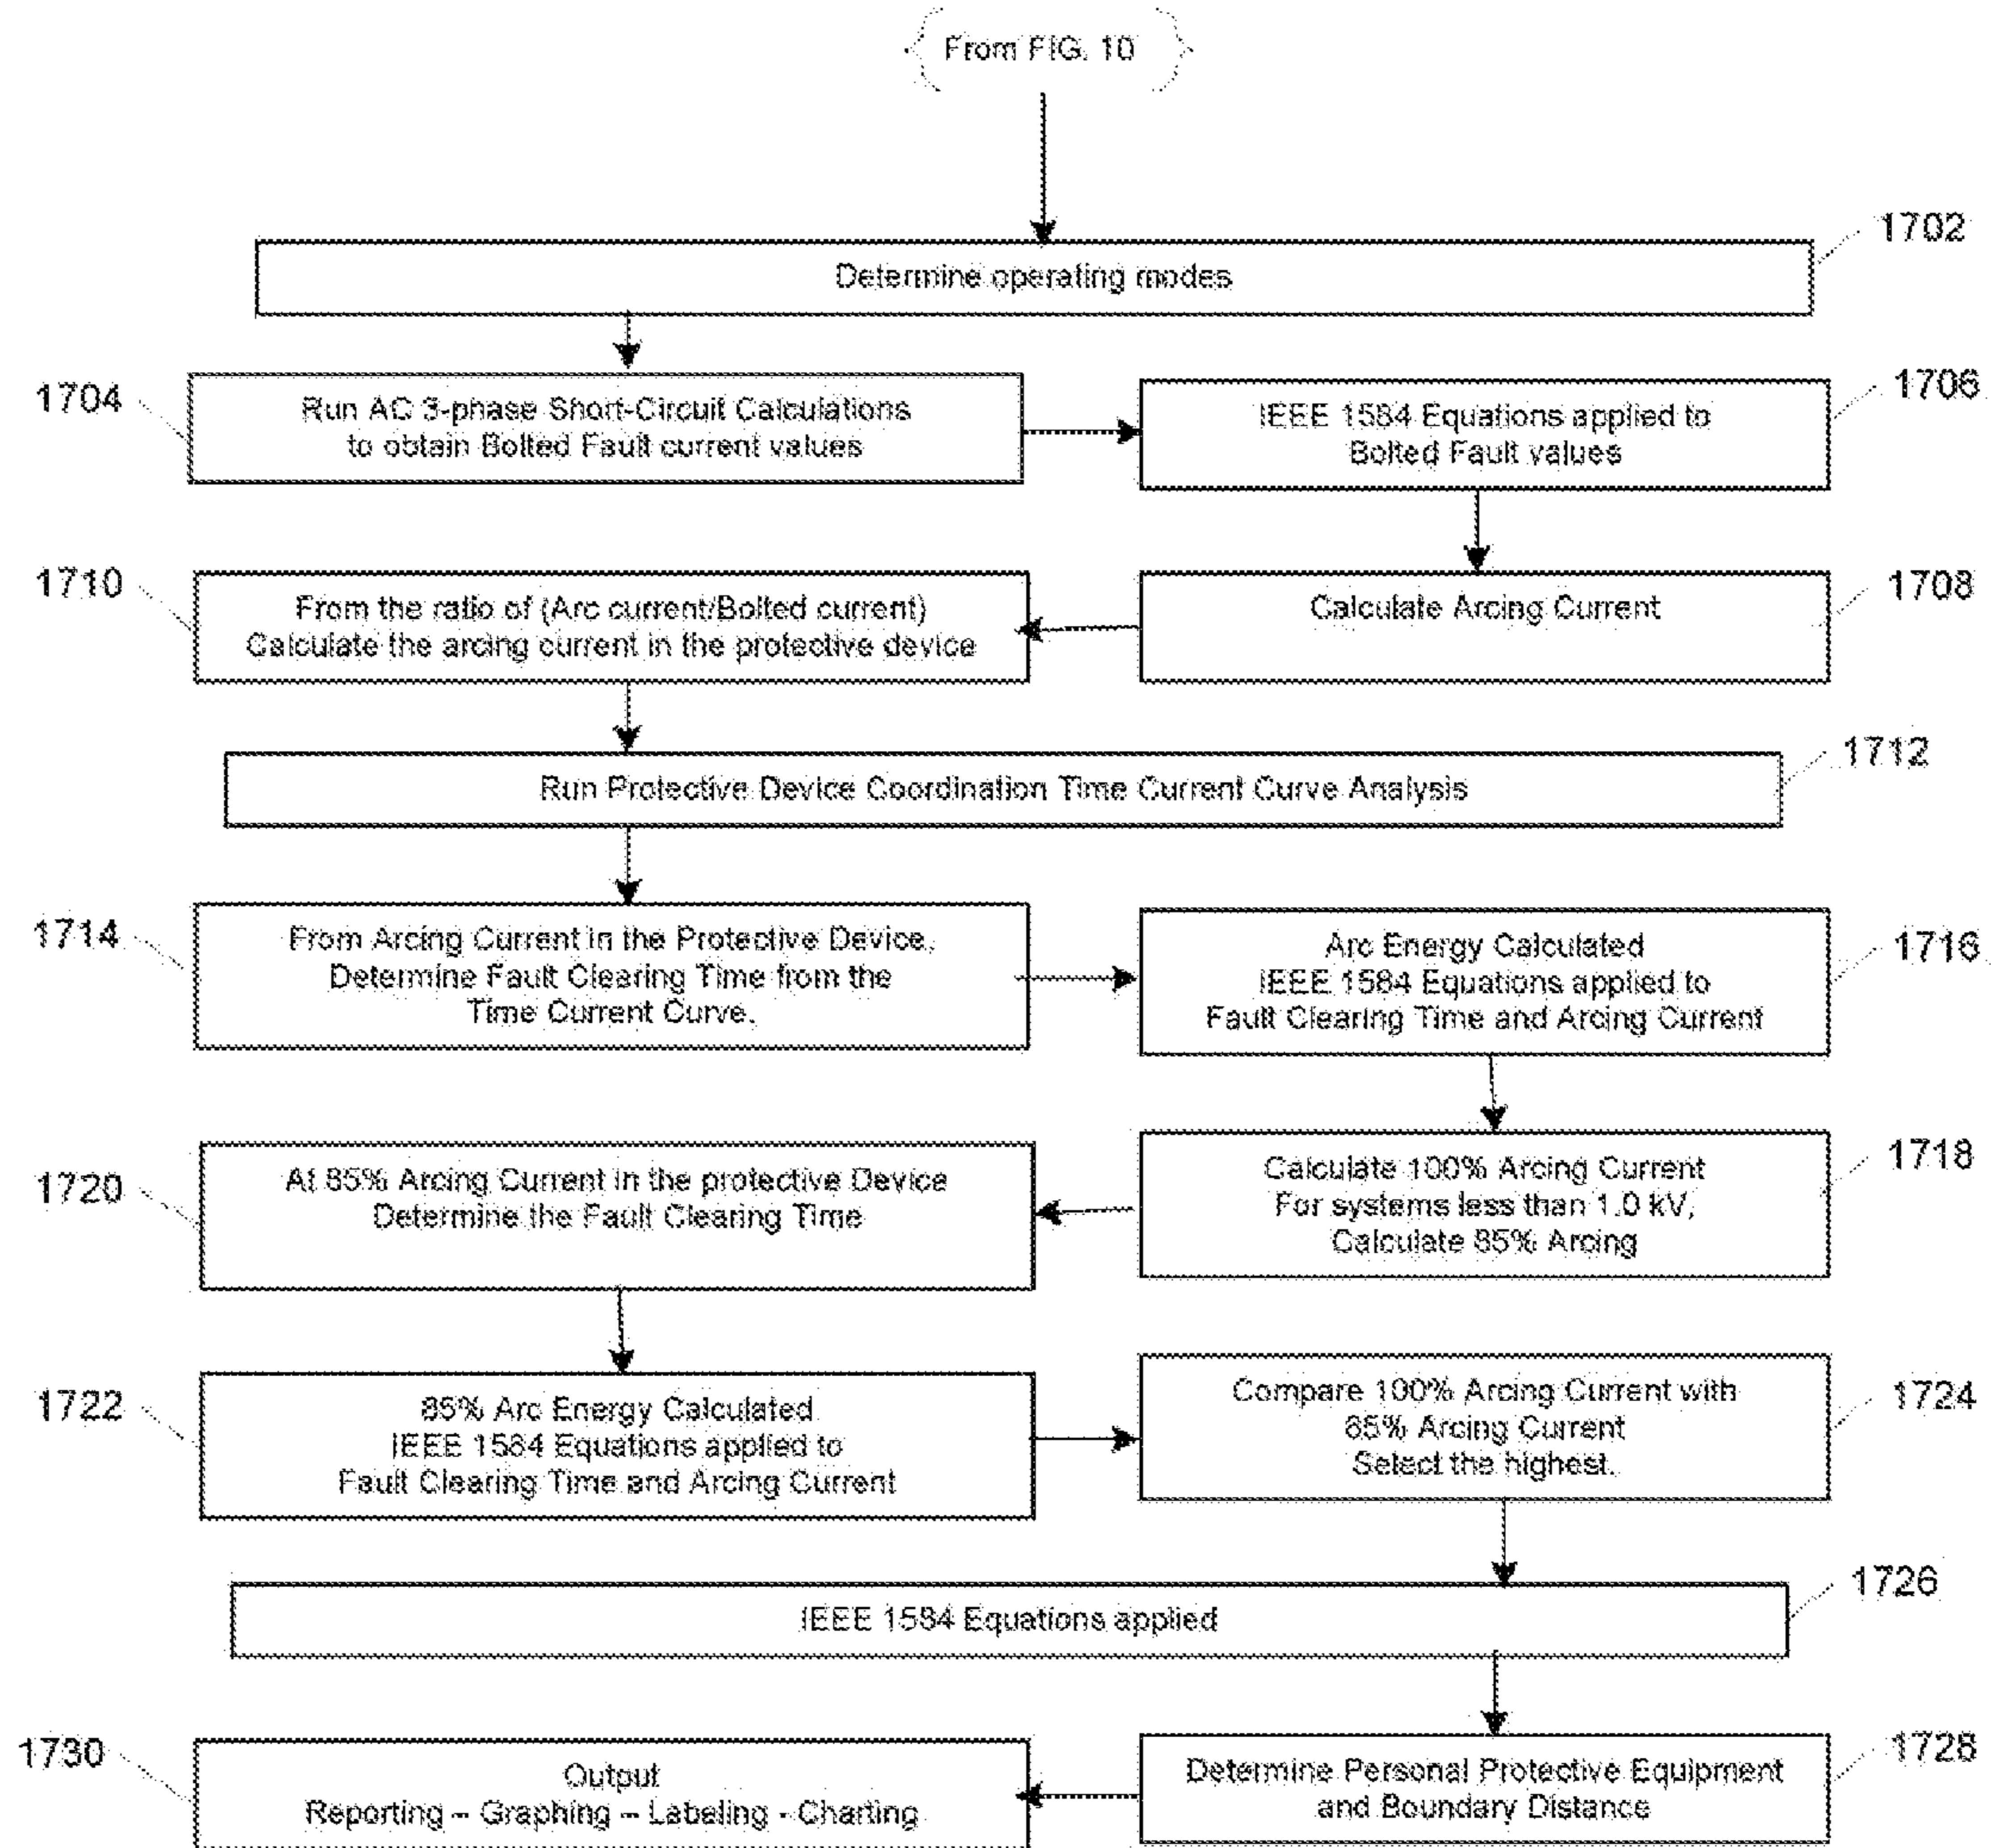 From FIG. 10
1702
Determine operating modes
1704
Run AC 3-phase Short-Circuit Calculations
to obtain Bolted Fault current values
1706
IEEE 1584 Equations applied to
Bolted Fault values
1710
From the ratio of (Arc current/Bolted current)
Calculate the arcing current in the protective device
1708
Calculate Arcing Current
1712
Run Protective Device Coordination Time Current Curve Analysis
1714
From Arcing Current in the Protective Device,
Determine Fault Clearing Time from the
Time Current Curve.
1716
Arc Energy Calculated
IEEE 1584 Equations applied to
Fault Clearing Time and Arcing Current
1720
At 85% Arcing Current in the protective Device
Determine the Fault Clearing Time
1718
Calculate 100% Arcing Current
For systems less than 1.0 kV,
Calculate 85% Arcing
1722
85% Arc Energy Calculated
IEEE 1584 Equations applied to
Fault Clearing Time and Arcing Current
1724
Compare 100% Arcing Current with
85% Arcing Current
Select the highest.
1726
IEEE 1584 Equations applied
1730
Output
Reporting – Graphing – Labeling - Charting
1728
Determine Personal Protective Equipment
and Boundary Distance